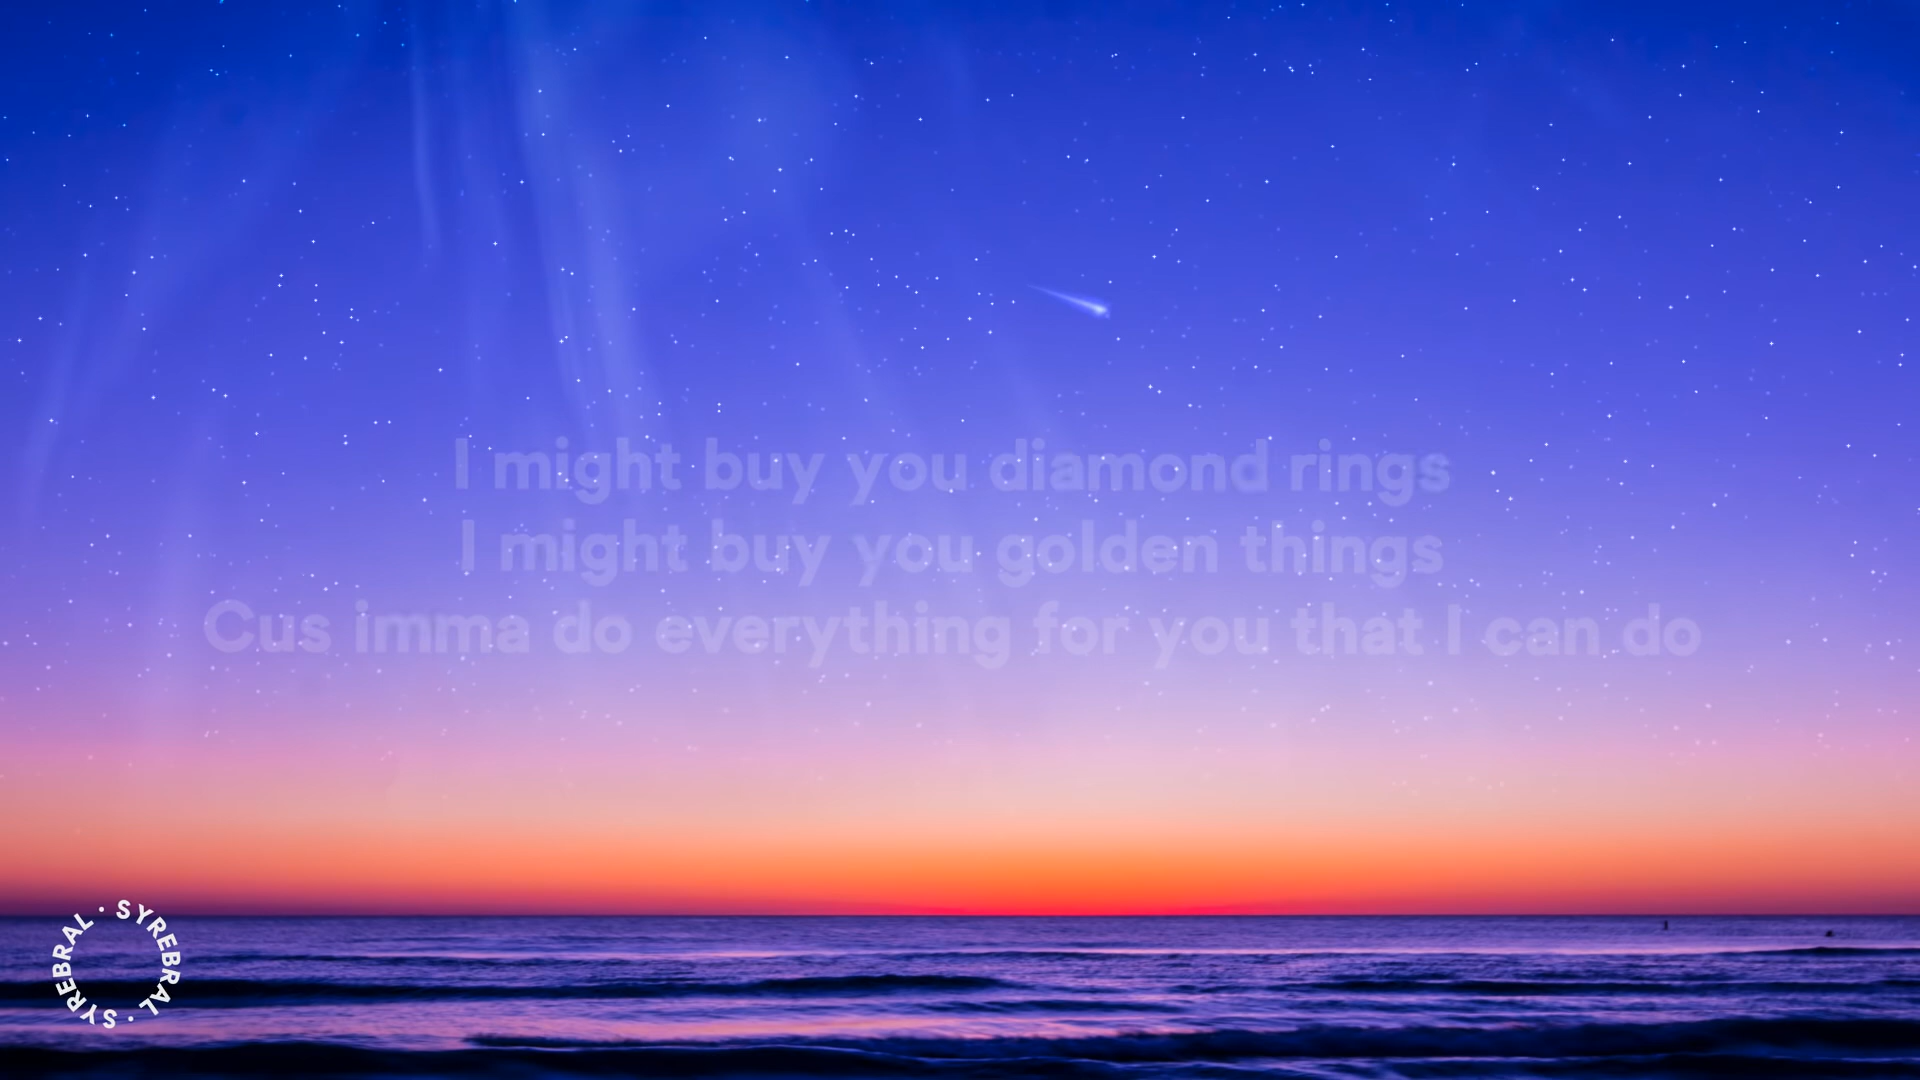 I might buy you diamond rings
I might buy you golden things
Cus imma do everything for you that I can do
SYREBRAL · SYREBRAL ·